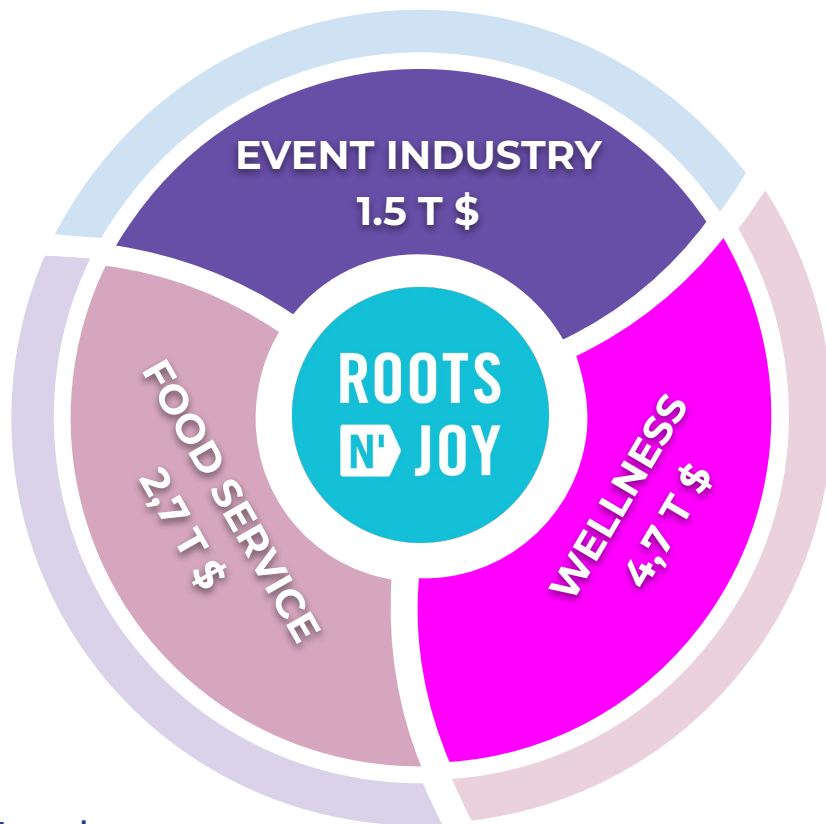 EVENT INDUSTRY
1.5 T $
ROOTS
N' JOY
FOOD SERVICE
2,7 T $
WELLNESS
4,7 T $